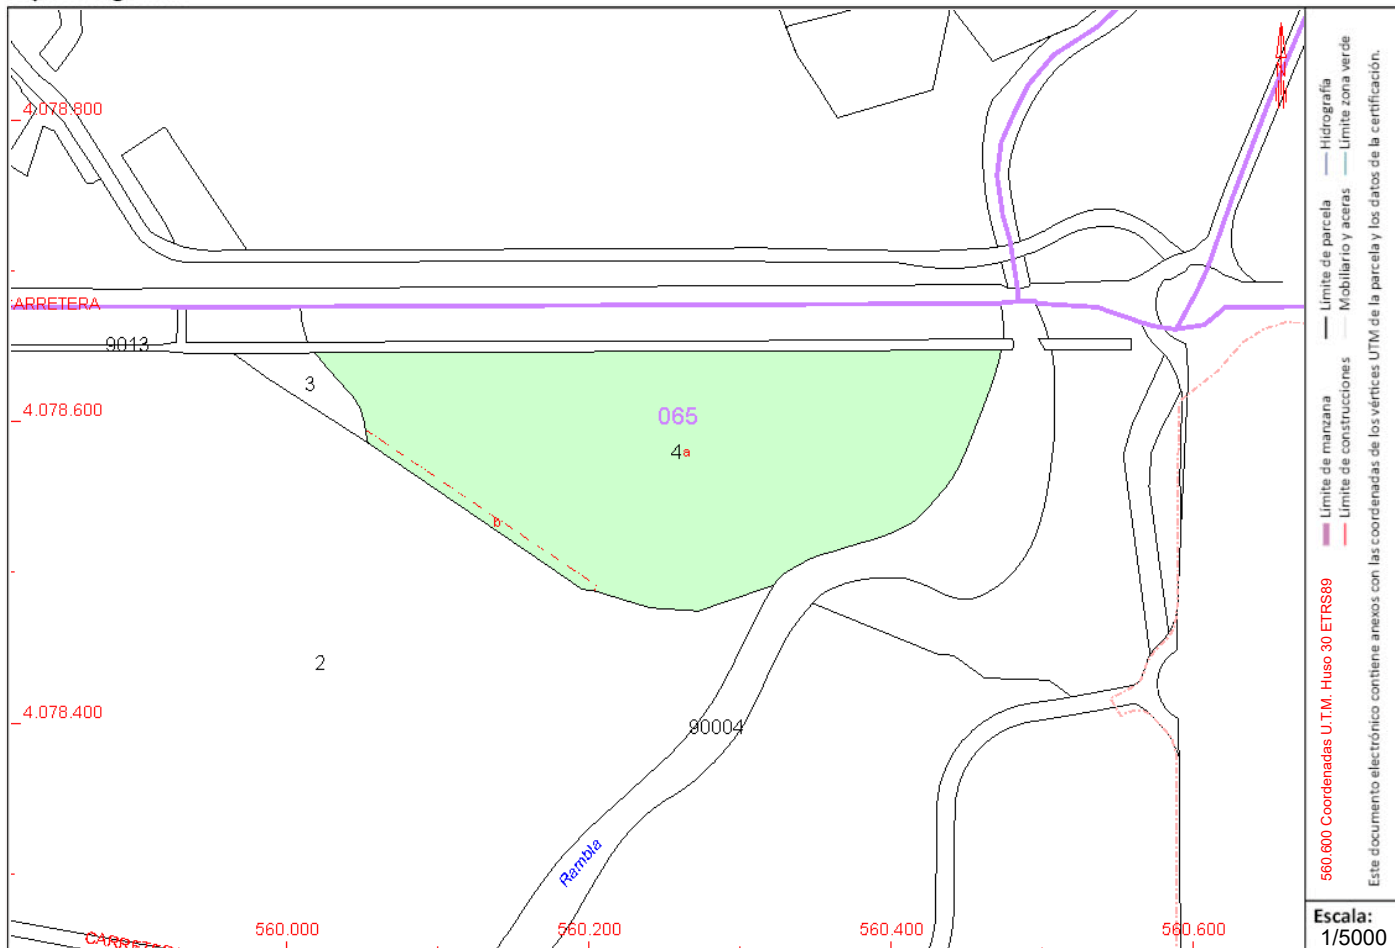 4.078.800
ARRETERA
9013
3
4.078.600
065
4a
b
2
4.078.400
90004
Rambla
CARRETERA
560.000
560.200
560.400
560.600
Límite de manzana
Límite de parcela
Hidrografía
Límite de construcciones
Mobiliario y aceras
Límite zona verde
560.600 Coordenadas U.T.M. Huso 30 ETRS89
Este documento electrónico contiene anexos con las coordenadas de los vértices UTM de la parcela y los datos de la certificación.
Escala:
1/5000